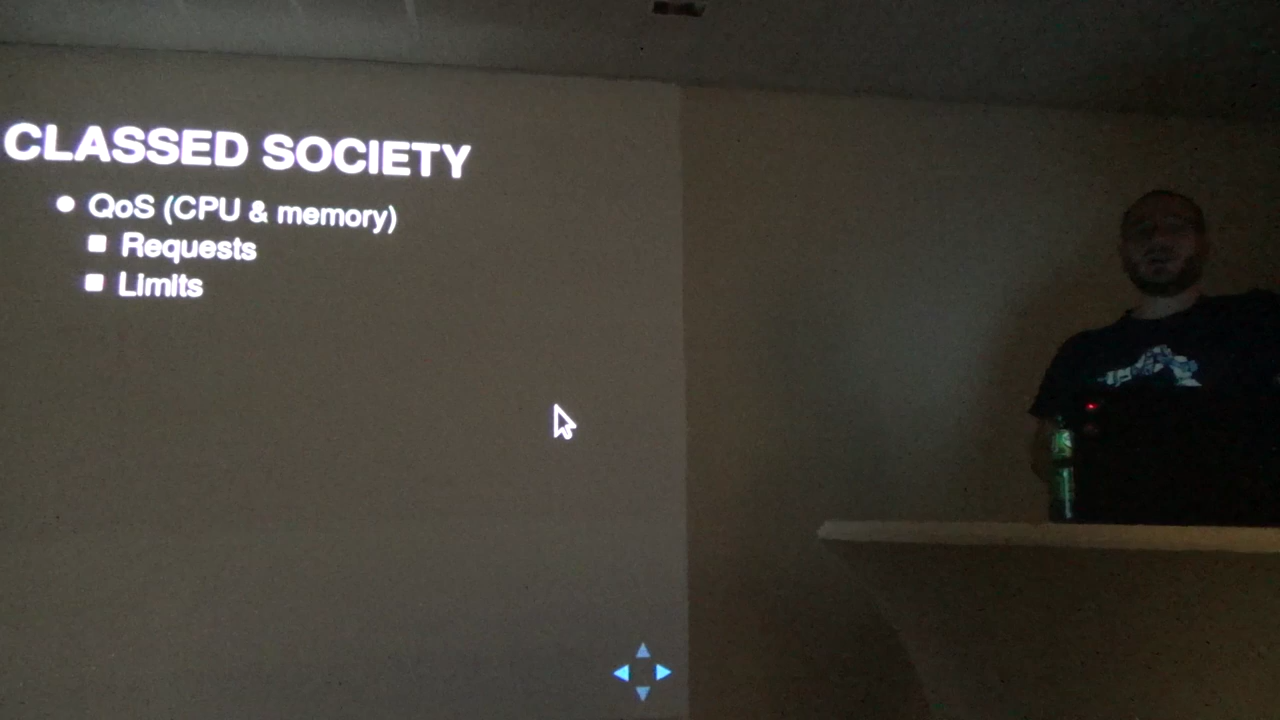 CLASSED SOCIETY
QoS (CPU & memory)
Requests
Limits